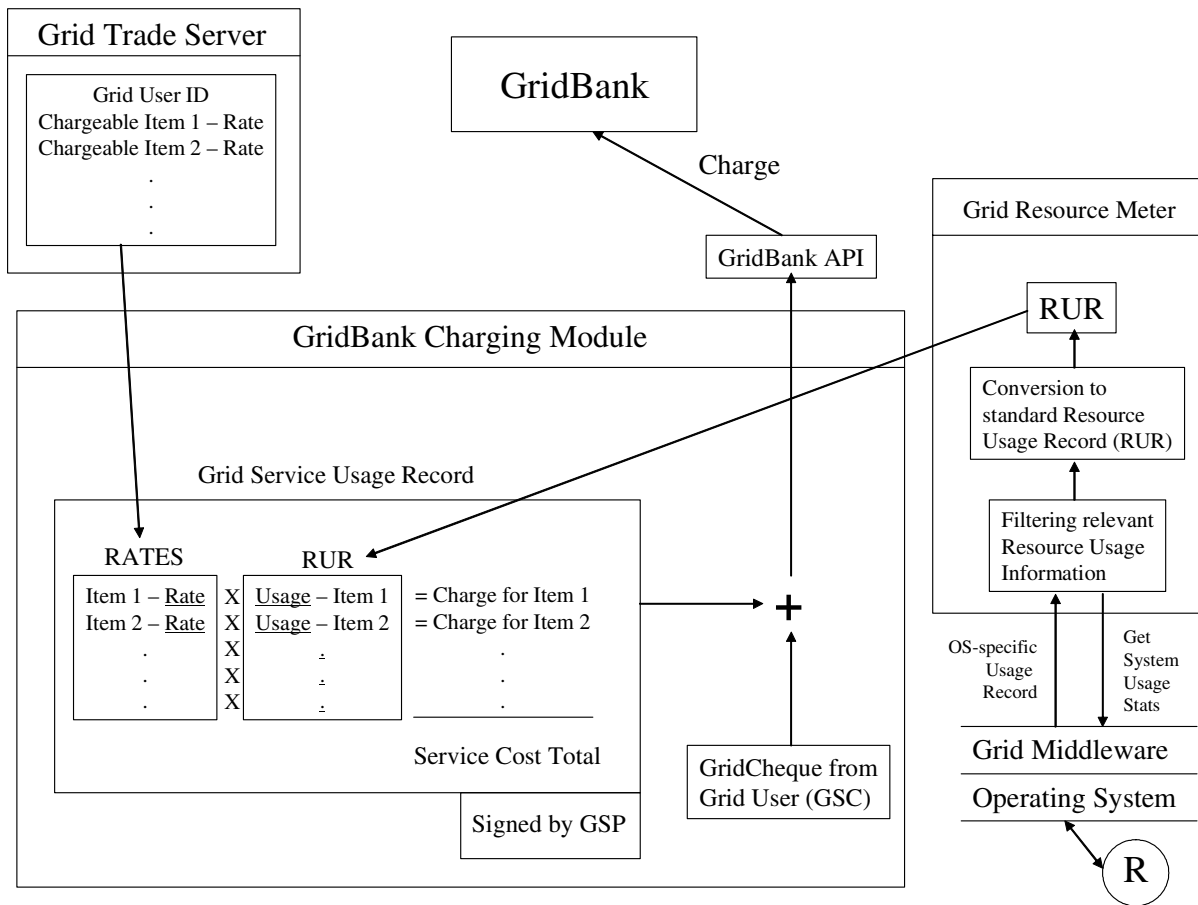 Grid Trade Server
Grid User ID
Chargeable Item 1 – Rate
Chargeable Item 2 – Rate
.
.
.
GridBank
Charge
GridBank API
Grid Resource Meter
RUR
Conversion to
standard Resource
Usage Record (RUR)
Filtering relevant
Resource Usage
Information
OS-specific
Usage
Record
Get
System
Usage
Stats
Grid Middleware
Operating System
R
GridBank Charging Module
Grid Service Usage Record
RATES
RUR
Item 1 – Rate X Usage – Item 1 = Charge for Item 1
Item 2 – Rate X Usage – Item 2 = Charge for Item 2
. X . .
. X . .
. X . .
Service Cost Total
Signed by GSP
+
GridCheque from
Grid User (GSC)